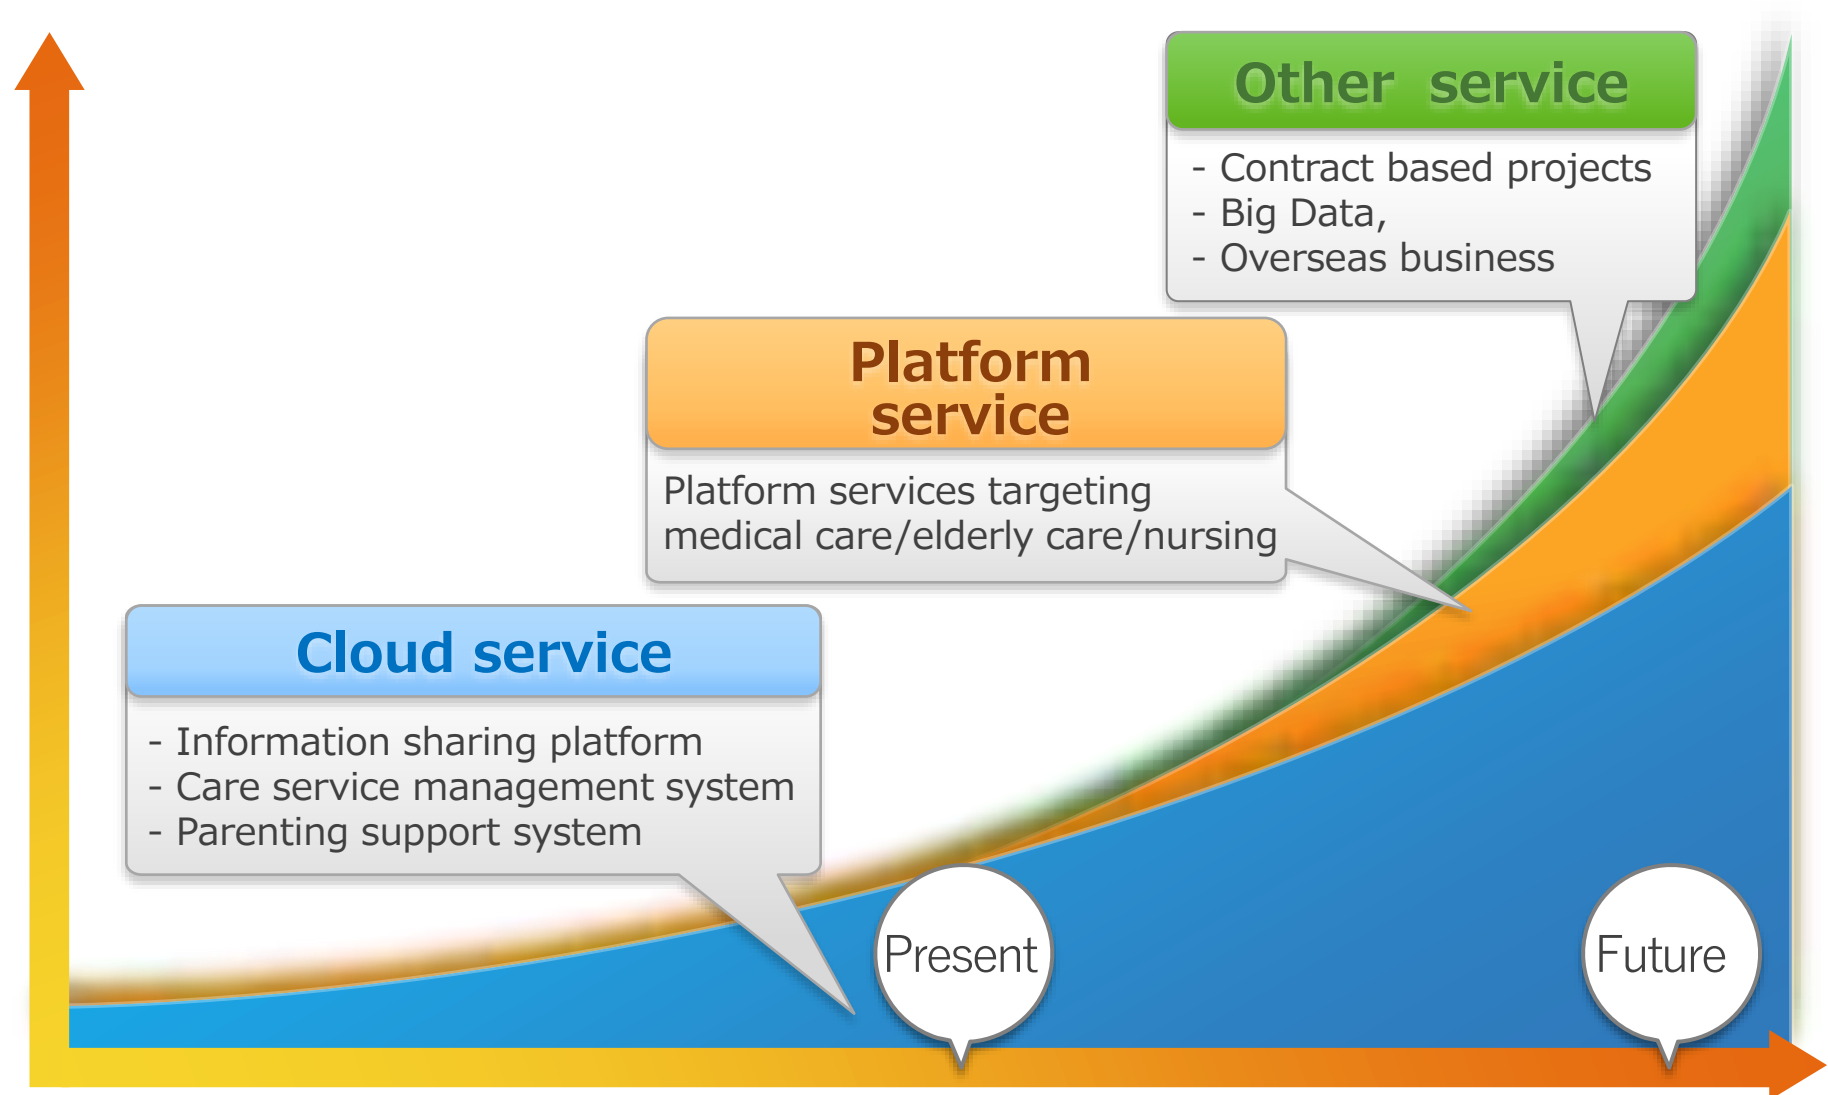 Other service
- Contract based projects
- Big Data,
- Overseas business
Platform
service
Platform services targeting
medical care/elderly care/nursing
Cloud service
- Information sharing platform
- Care service management system
- Parenting support system
Present
Future